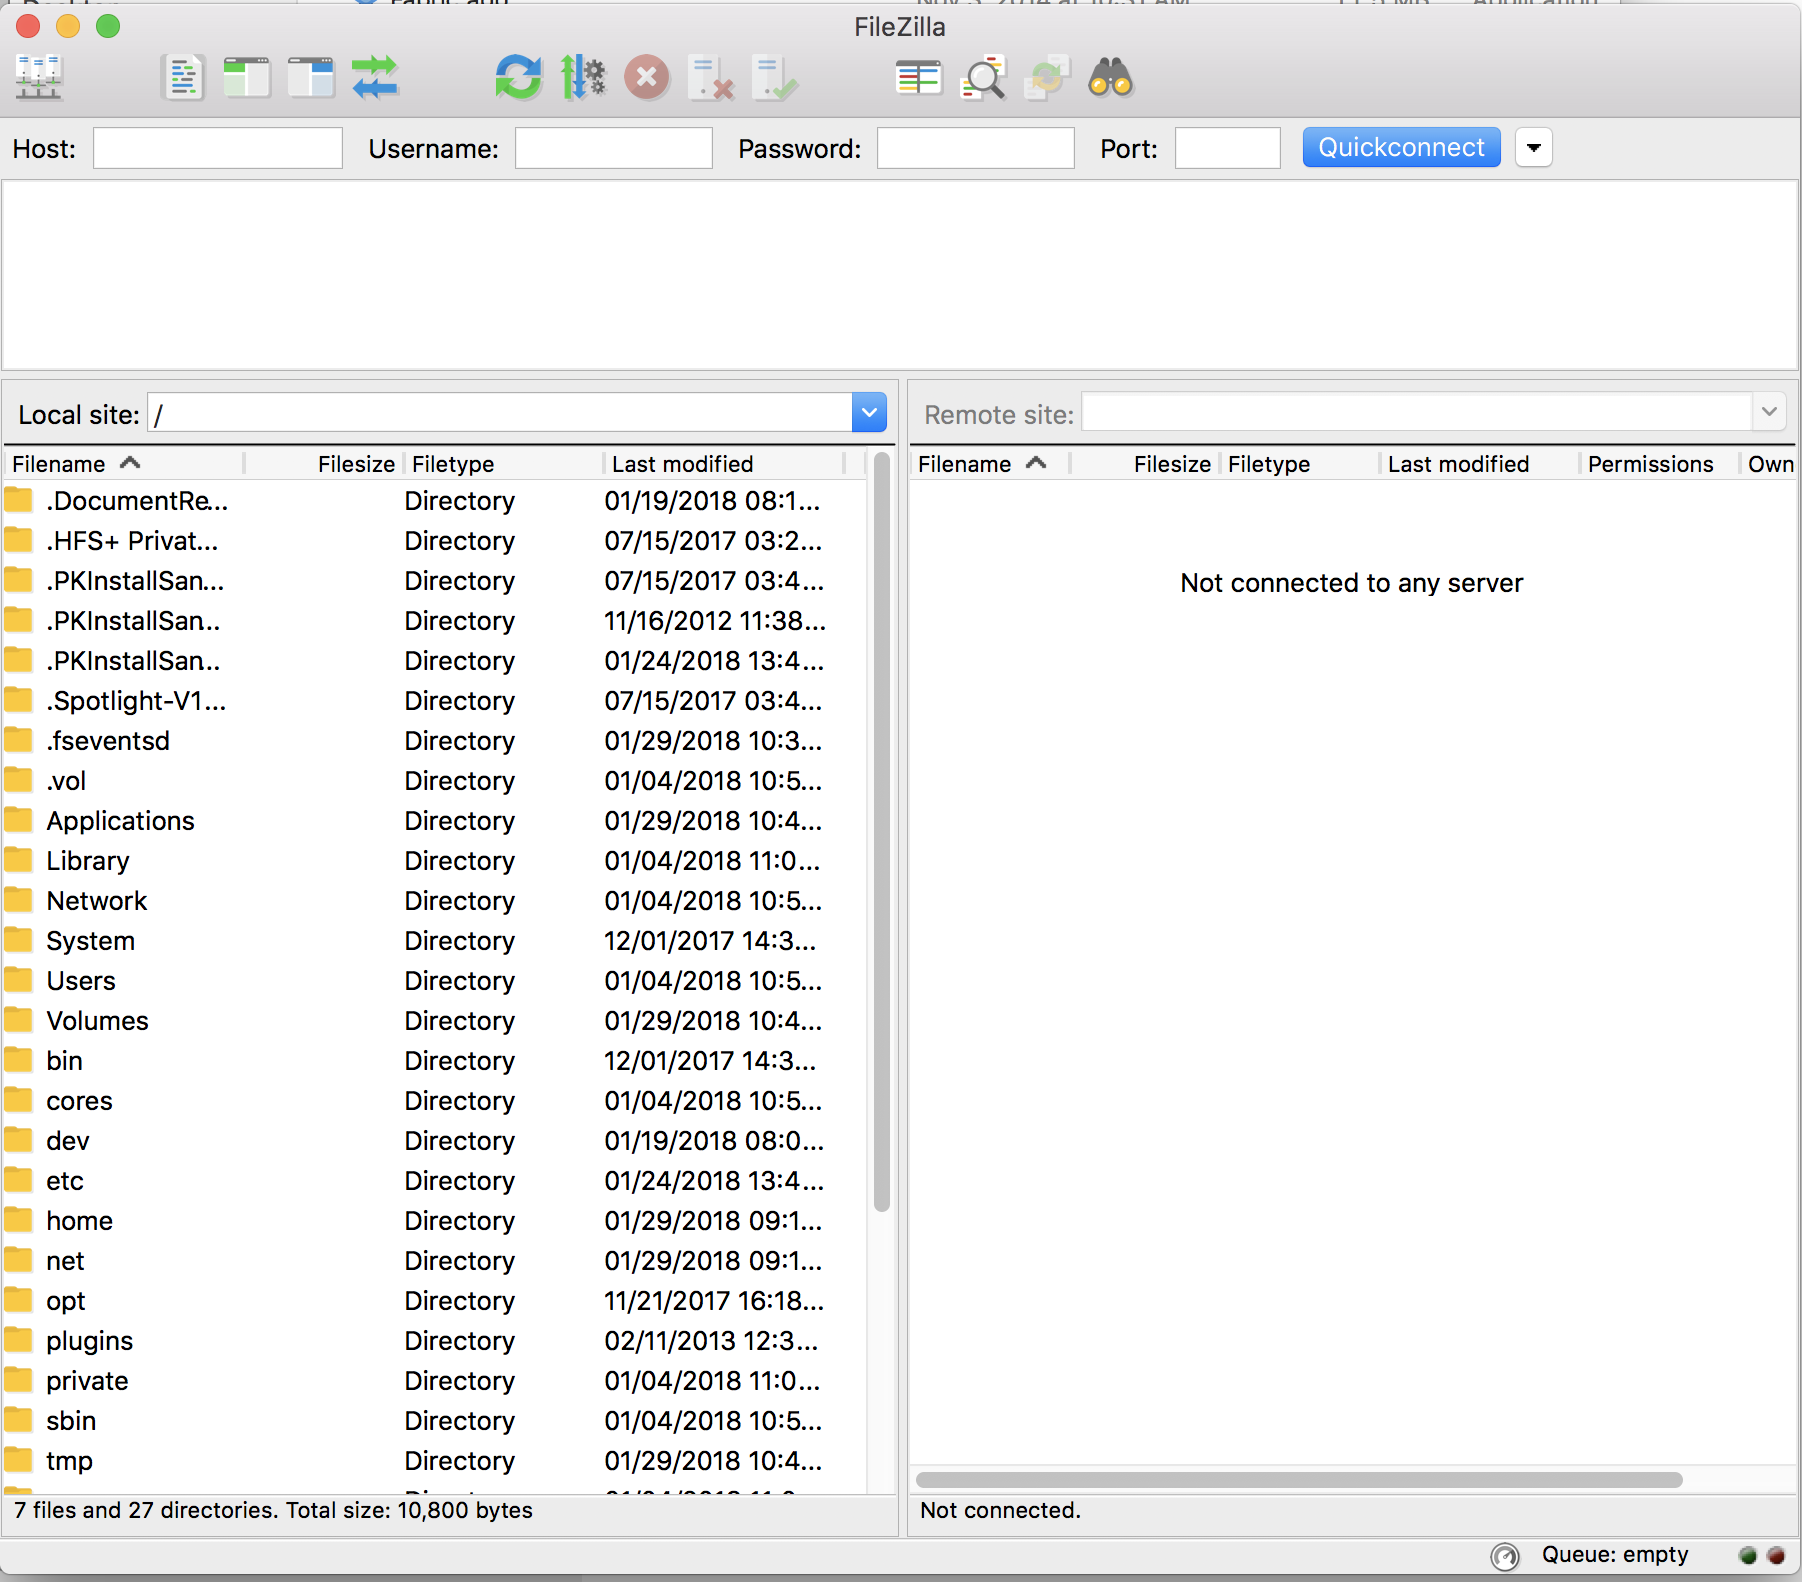 FileZilla
Host: Username: Password: Port: Quickconnect
Local site: /
Filename Filesize Filetype Last modified
.DocumentRe... Directory 01/19/2018 08:1...
.HFS+ Privat... Directory 07/15/2017 03:2...
.PKInstallSan... Directory 07/15/2017 03:4...
.PKInstallSan... Directory 11/16/2012 11:38...
.PKInstallSan... Directory 01/24/2018 13:4...
.Spotlight-V1... Directory 07/15/2017 03:4...
.fseventsd Directory 01/29/2018 10:3...
.vol Directory 01/04/2018 10:5...
Applications Directory 01/29/2018 10:4...
Library Directory 01/04/2018 11:0...
Network Directory 01/04/2018 10:5...
System Directory 12/01/2017 14:3...
Users Directory 01/04/2018 10:5...
Volumes Directory 01/29/2018 10:4...
bin Directory 12/01/2017 14:3...
cores Directory 01/04/2018 10:5...
dev Directory 01/19/2018 08:0...
etc Directory 01/24/2018 13:4...
home Directory 01/29/2018 09:1...
net Directory 01/29/2018 09:1...
opt Directory 11/21/2017 16:18...
plugins Directory 02/11/2013 12:3...
private Directory 01/04/2018 11:0...
sbin Directory 01/04/2018 10:5...
tmp Directory 01/29/2018 10:4...
7 files and 27 directories. Total size: 10,800 bytes
Remote site:
Filename Filesize Filetype Last modified Permissions Own
Not connected to any server
Not connected.
Queue: empty